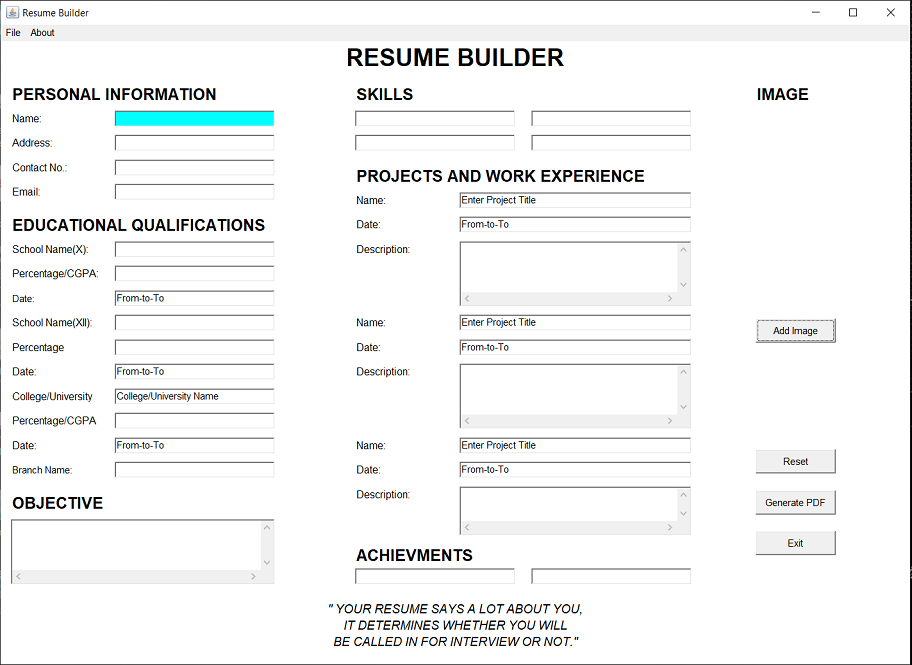 Resume Builder
File About
RESUME BUILDER
PERSONAL INFORMATION
Name:
Address:
Contact No.:
Email:
EDUCATIONAL QUALIFICATIONS
School Name(X):
Percentage/CGPA:
Date: From-to-To
School Name(XII):
Percentage
Date: From-to-To
College/University College/University Name
Percentage/CGPA
Date: From-to-To
Branch Name:
OBJECTIVE
SKILLS
PROJECTS AND WORK EXPERIENCE
Name: Enter Project Title
Date: From-to-To
Description:
Name: Enter Project Title
Date: From-to-To
Description:
Name: Enter Project Title
Date: From-to-To
Description:
ACHIEVMENTS
IMAGE
Add Image
Reset
Generate PDF
Exit
" YOUR RESUME SAYS A LOT ABOUT YOU,
IT DETERMINES WHETHER YOU WILL
BE CALLED IN FOR INTERVIEW OR NOT."